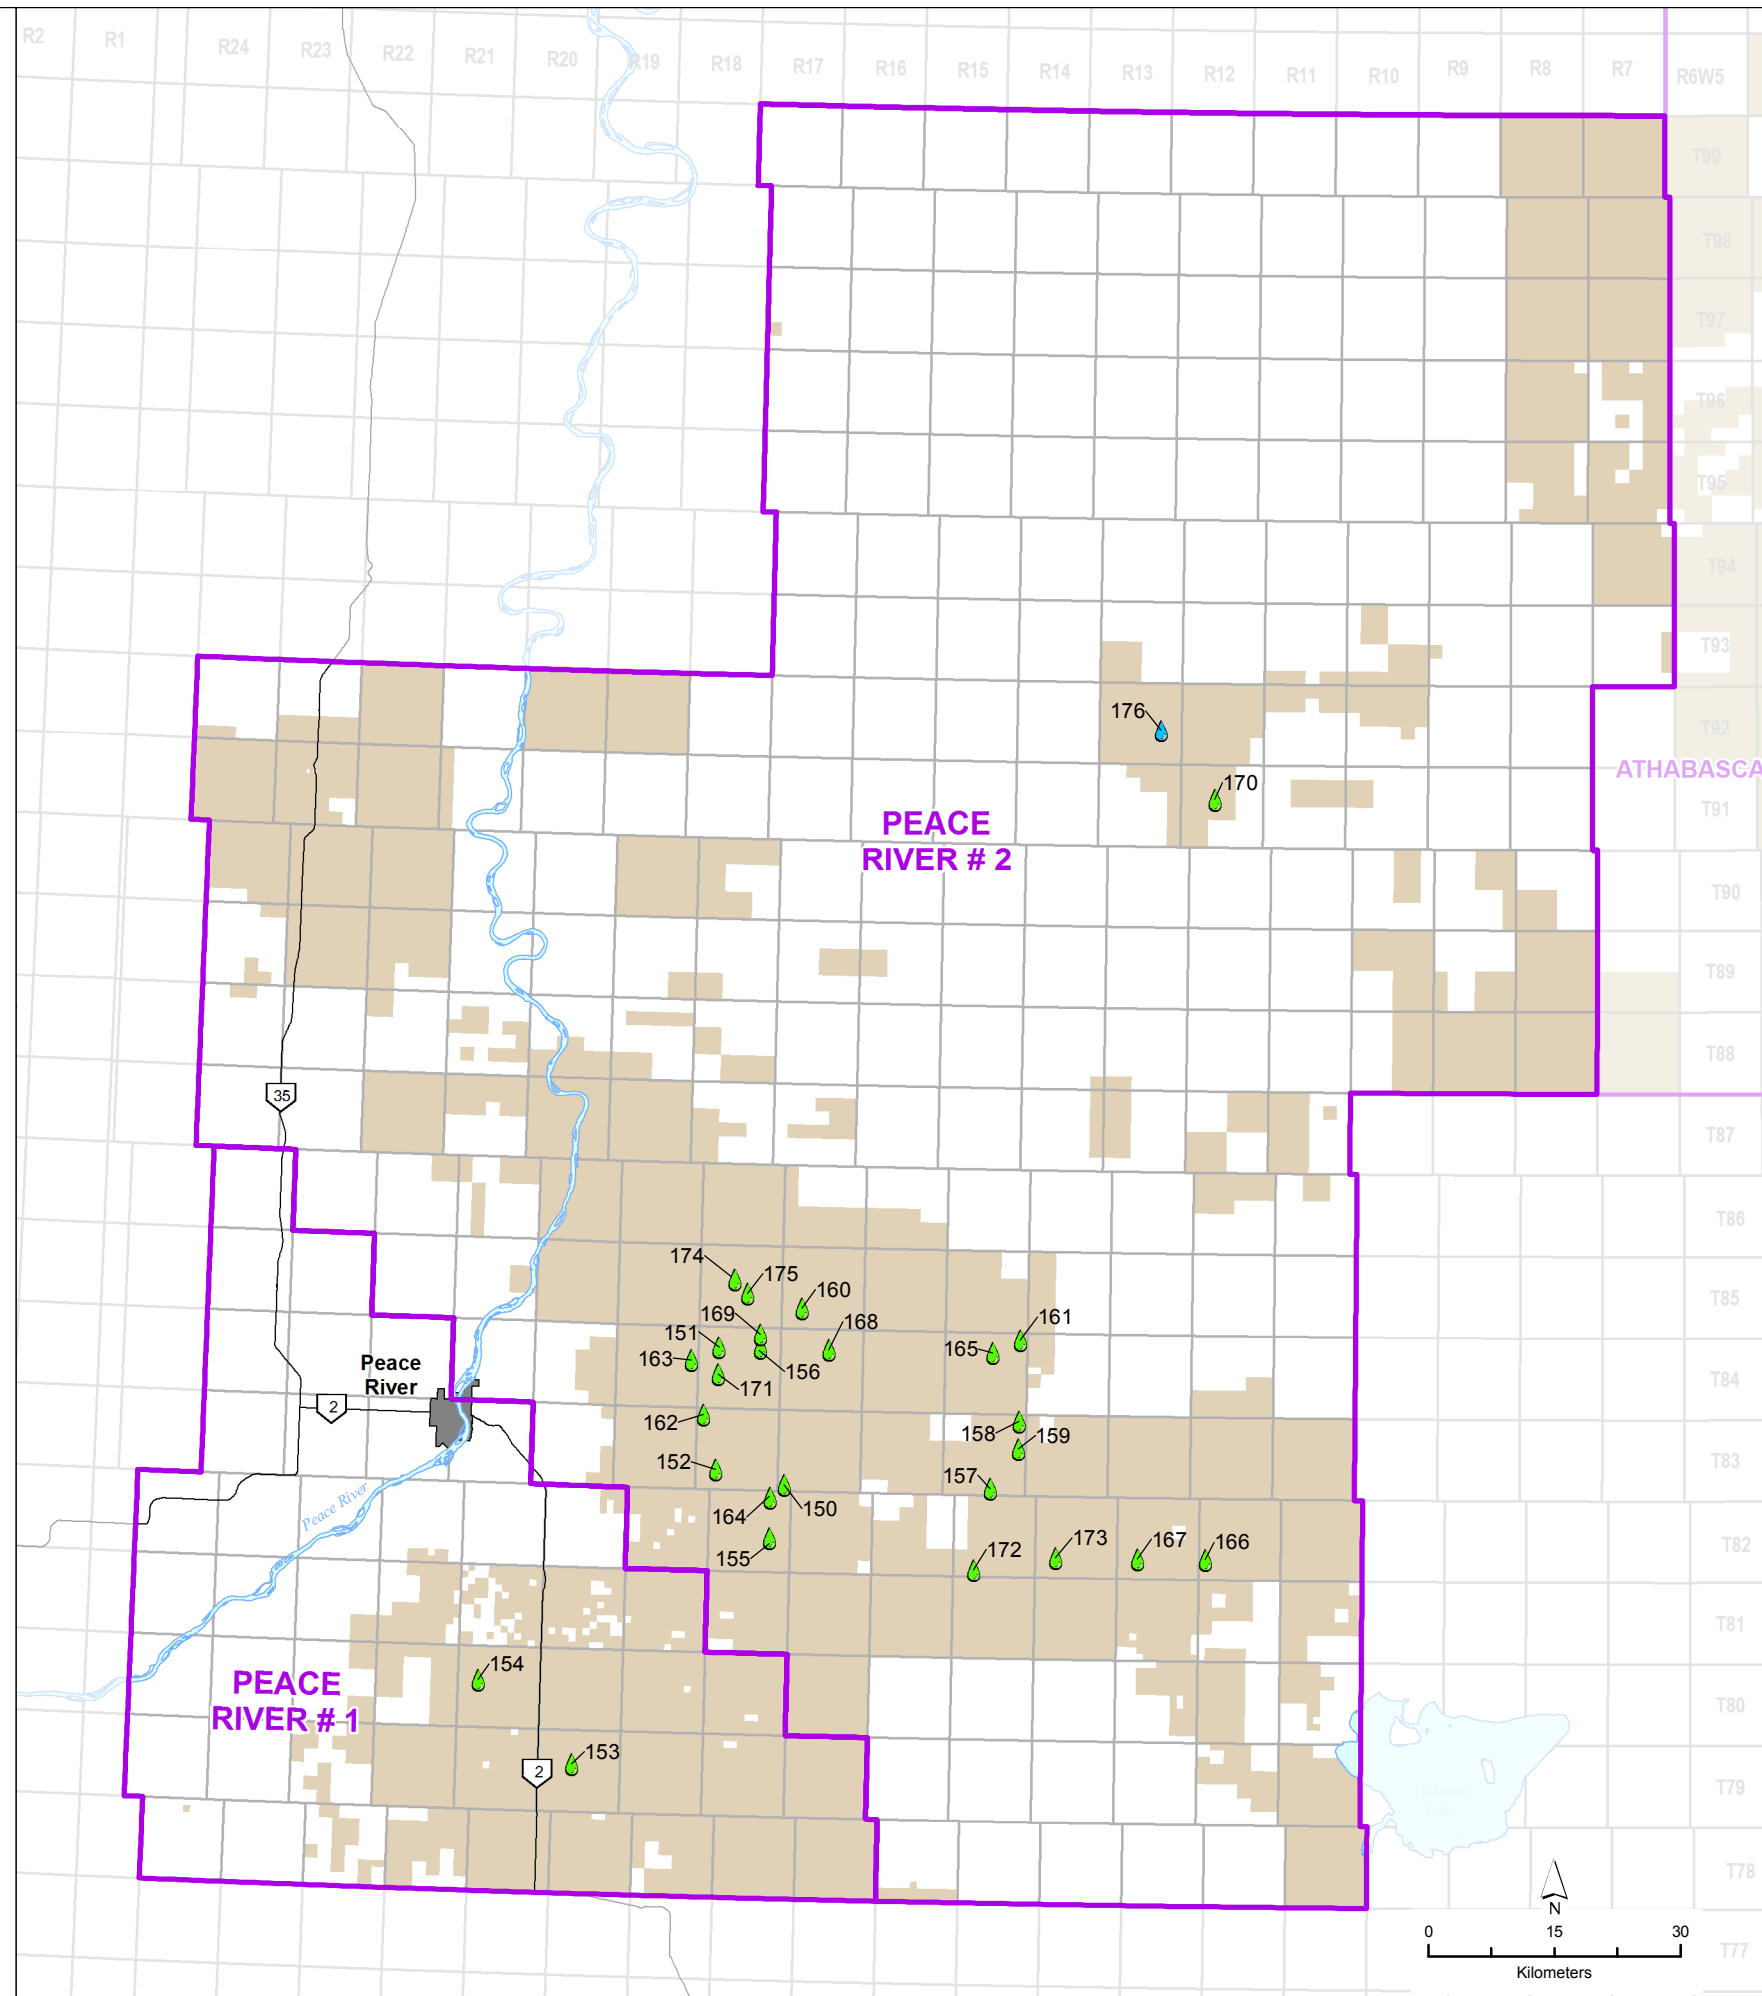 R2
R1
R24
R23
R22
R21
R20
R19
R18
R17
R16
R15
R14
R13
R12
R11
R10
R9
R8
R7
R6W5
T99
T98
T97
T96
T95
T94
T93
T92
ATHABASCA
T91
T90
T89
T88
T87
T86
T85
T84
T83
T82
T81
T80
T79
T78
T77
176
170
PEACE
RIVER # 2
35
174
175
160
169
168
161
151
165
163
156
171
Peace
River
2
162
158
159
152
157
164
150
Peace River
155
172
173
167
166
154
PEACE
RIVER # 1
153
2
Utikuma
Lake
N
0 15 30
Kilometers